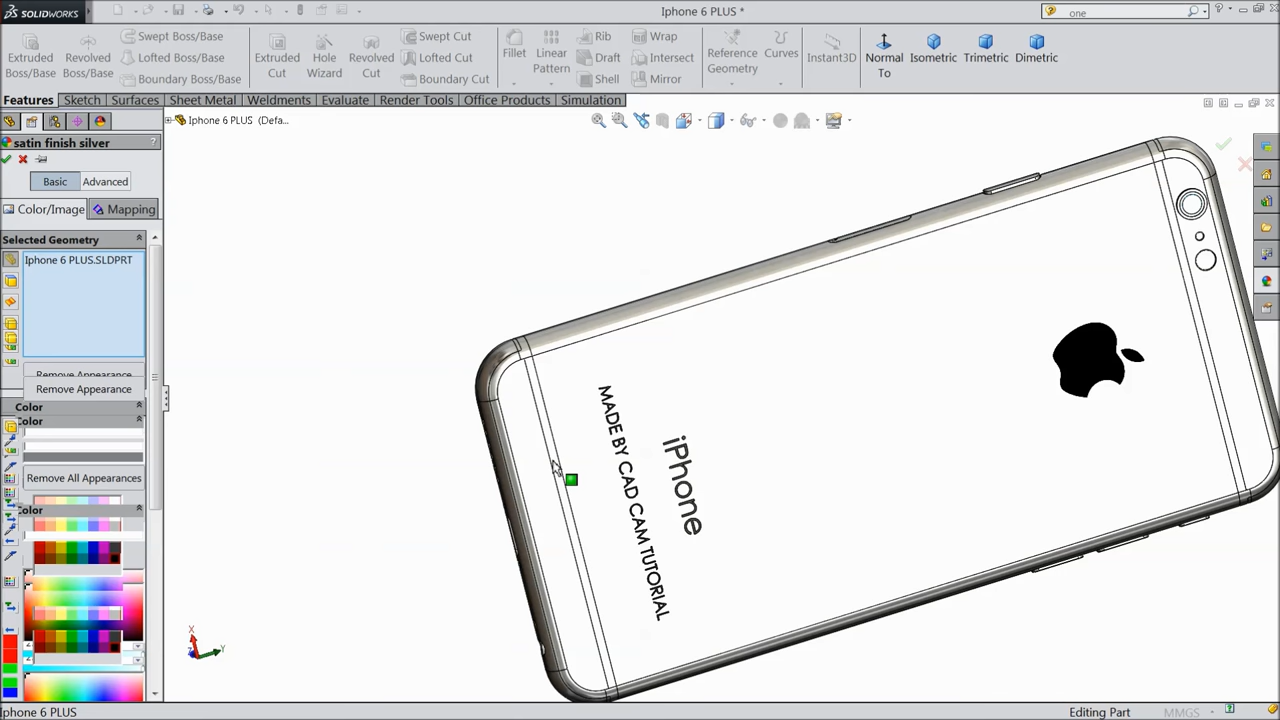 SOLIDWORKS
Iphone 6 PLUS *
one
Extruded Boss/Base
Revolved Boss/Base
Swept Boss/Base
Lofted Boss/Base
Boundary Boss/Base
Extruded Cut
Hole Wizard
Revolved Cut
Swept Cut
Lofted Cut
Boundary Cut
Fillet
Linear Pattern
Rib
Draft
Shell
Wrap
Intersect
Mirror
Reference Geometry
Curves
Instant3D
Normal To
Isometric
Trimetric
Dimetric
Features
Sketch
Surfaces
Sheet Metal
Weldments
Evaluate
Render Tools
Office Products
Simulation
Iphone 6 PLUS (Defa...
satin finish silver
?
Basic
Advanced
Color/Image
Mapping
Selected Geometry
Iphone 6 PLUS.SLDPRT
Remove Appearance
Remove Appearance
Color
Color
Remove All Appearances
Color
iPhone
MADE BY CAD CAM TUTORIAL
X
Y
Z
Iphone 6 PLUS
Editing Part
MMGS